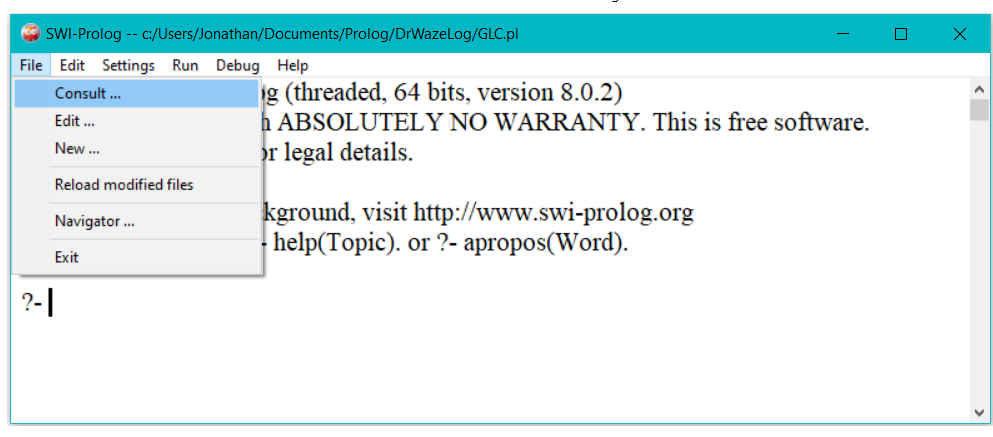 SWI-Prolog -- c:/Users/Jonathan/Documents/Prolog/DrWazeLog/GLC.pl
File Edit Settings Run Debug Help
Consult ...
Edit ...
New ...
Reload modified files
Navigator ...
Exit
(threaded, 64 bits, version 8.0.2)
ABSOLUTELY NO WARRANTY. This is free software.
legal details.
visit http://www.swi-prolog.org
help(Topic). or ?- apropos(Word).
?-